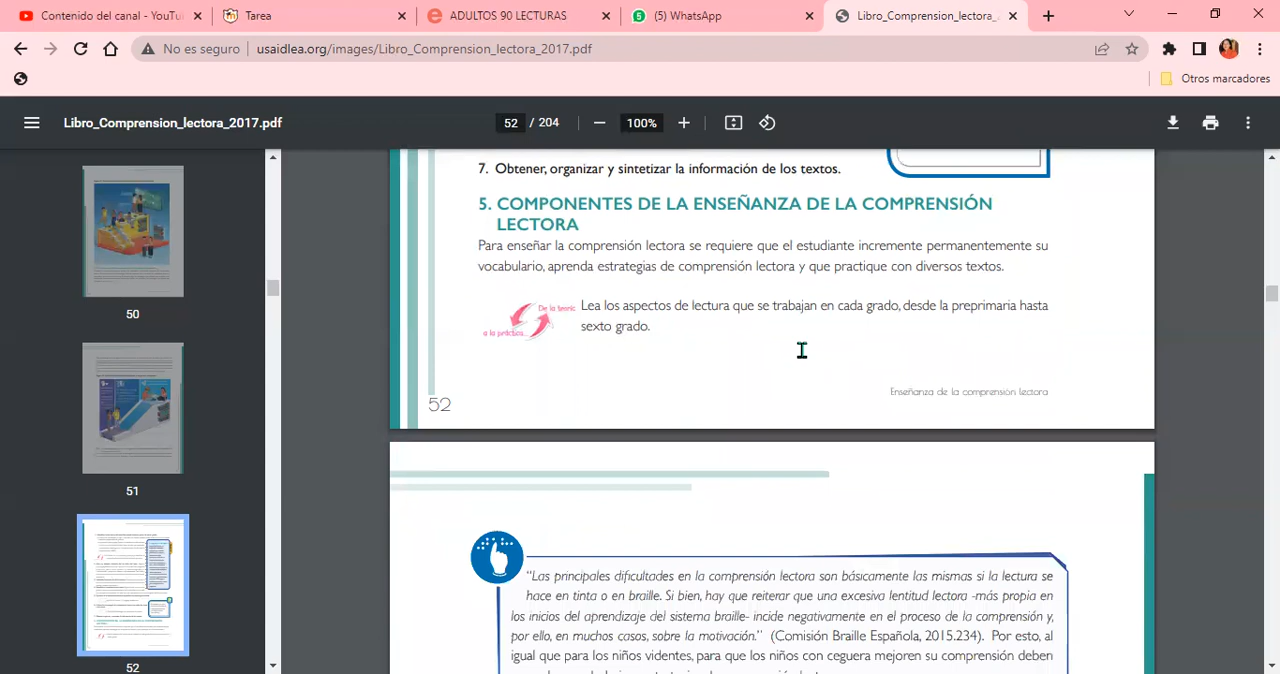 Contenido del canal - YouTu
Tarea
ADULTOS 90 LECTURAS
(5) WhatsApp
Libro_Comprension_lectora_
No es seguro
usaidlea.org/images/Libro_Comprension_lectora_2017.pdf
Otros marcadores
Libro_Comprension_lectora_2017.pdf
52 / 204
100%
50
51
52
7. Obtener, organizar y sintetizar la información de los textos.
5. COMPONENTES DE LA ENSEÑANZA DE LA COMPRENSIÓN
LECTORA
Para enseñar la comprensión lectora se requiere que el estudiante incremente permanentemente su
vocabulario, aprenda estrategias de comprensión lectora y que practique con diversos textos.
De la teoría
a la práctica
Lea los aspectos de lectura que se trabajan en cada grado, desde la preprimaria hasta
sexto grado.
Enseñanza de la comprensión lectora
52
"Las principales dificultades en la comprensión lectora son básicamente las mismas si la lectura se
hace en tinta o en braille. Si bien, hay que reiterar que una excesiva lentitud lectora -más propia en
los inicios del aprendizaje del sistema braille- incide negativamente en el proceso de la comprensión y,
por ello, en muchos casos, sobre la motivación." (Comisión Braille Española, 2015.234). Por esto, al
igual que para los niños videntes, para que los niños con ceguera mejoren su comprensión deben